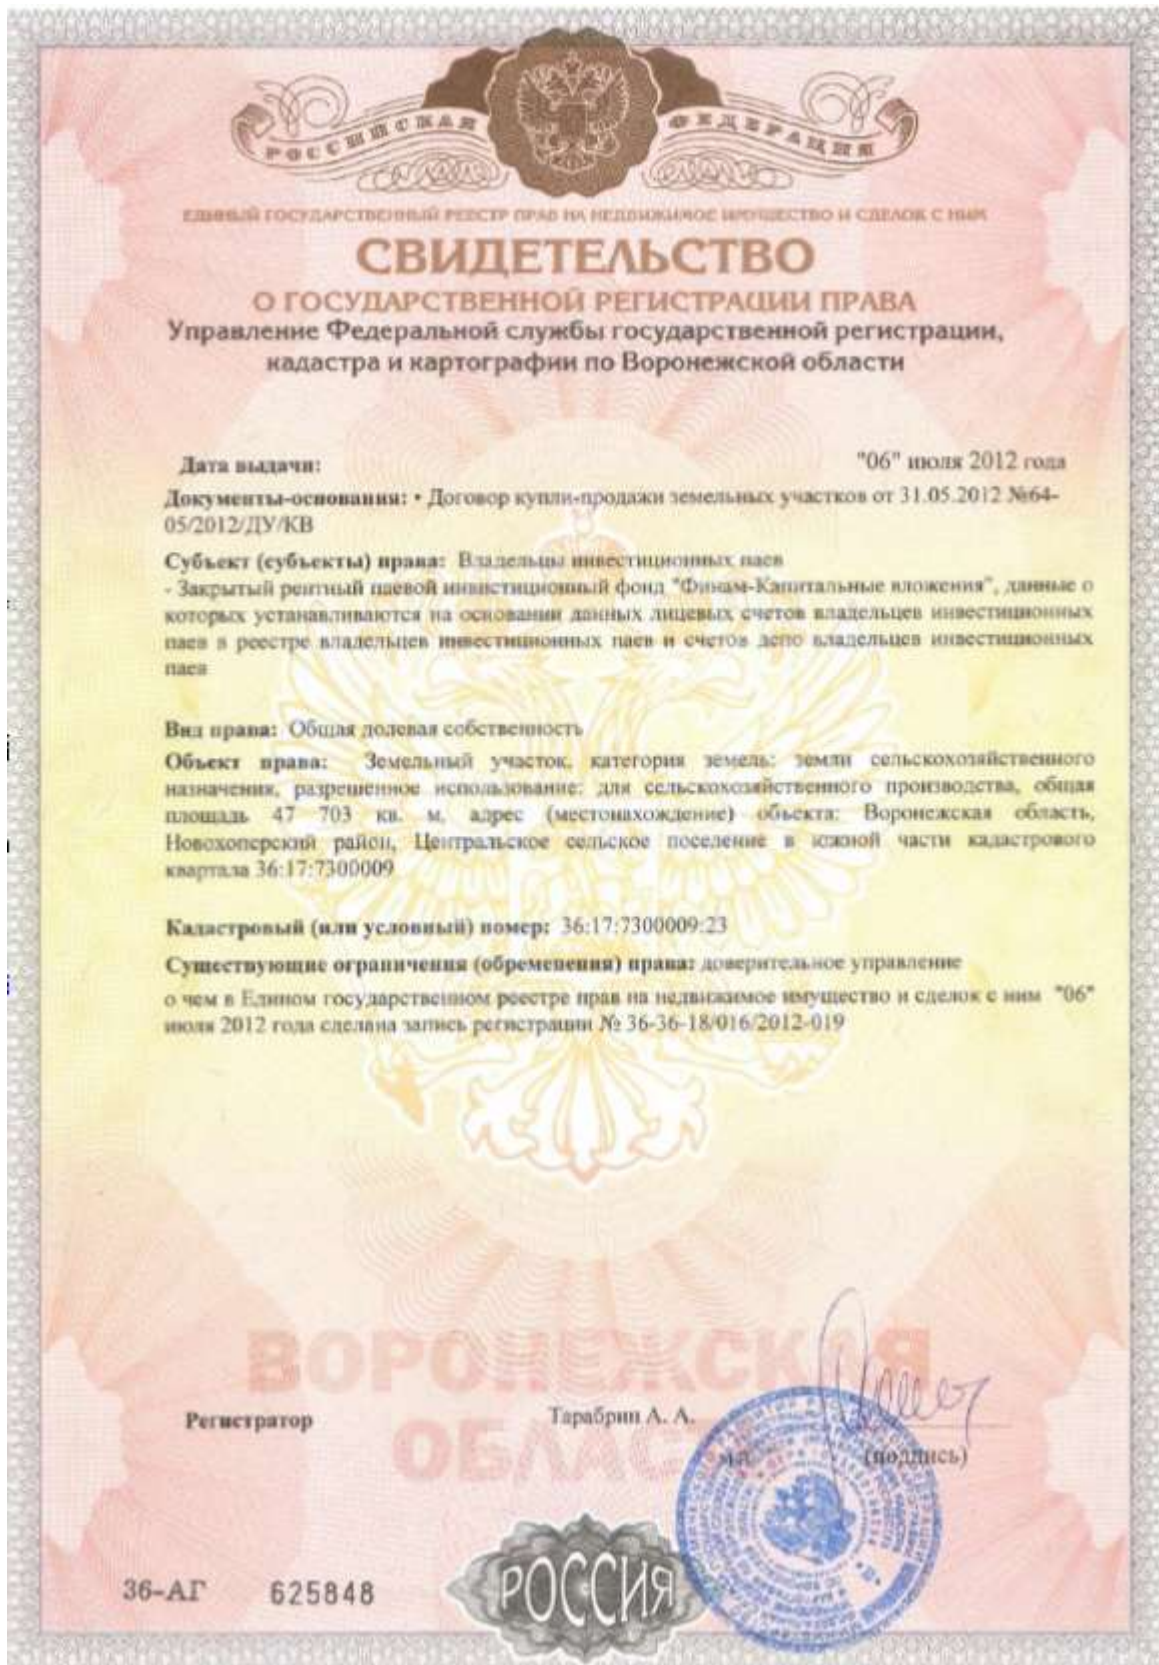 РОССИЙСКАЯ ФЕДЕРАЦИЯ
ЕДИНЫЙ ГОСУДАРСТВЕННЫЙ РЕЕСТР ПРАВ НА НЕДВИЖИМОЕ ИМУЩЕСТВО И СДЕЛОК С НИМ
СВИДЕТЕЛЬСТВО
О ГОСУДАРСТВЕННОЙ РЕГИСТРАЦИИ ПРАВА
Управление Федеральной службы государственной регистрации,
кадастра и картографии по Воронежской области
Дата выдачи: "06" июля 2012 года
Документы-основания: • Договор купли-продажи земельных участков от 31.05.2012 №64-
05/2012/ДУ/КВ
Субъект (субъекты) права: Владельцы инвестиционных паев
- Закрытый рентный паевой инвистиционный фонд "Финам-Капитальные вложения", данные о
которых устанавливаются на основании данных лицевых счетов владельцев инвестиционных
паев в реестре владельцев инвестиционных паев и счетов депо владельцев инвестиционных
паев
Вид права: Общая долевая собственность
Объект права: Земельный участок, категория земель: земли сельскохозяйственного
назначения, разрешенное использование: для сельскохозяйственного производства, общая
площадь 47 703 кв. м, адрес (местонахождение) объекта: Воронежская область,
Новохоперский район, Центральское сельское поселение в южной части кадастрового
квартала 36:17:7300009
Кадастровый (или условный) номер: 36:17:7300009:23
Существующие ограничения (обременения) права: доверительное управление
о чем в Едином государственном реестре прав на недвижимое имущество и сделок с ним "06"
июля 2012 года сделана запись регистрации № 36-36-18/016/2012-019
ВОРОНЕЖСКАЯ
ОБЛАСТЬ
Регистратор Тарабрин А. А.
м.п. (подпись)
36-АГ 625848
РОССИЯ